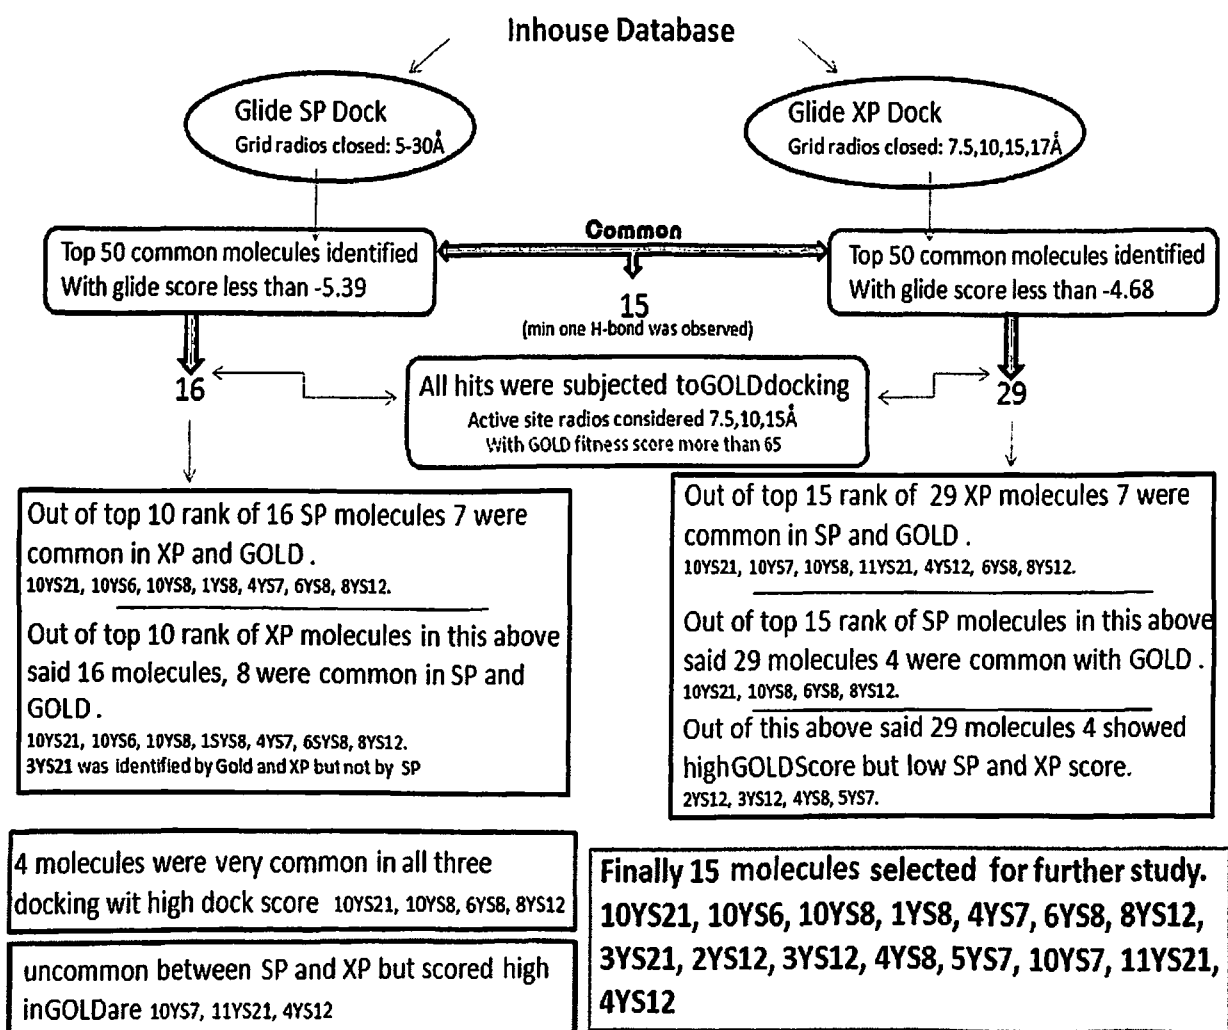 Inhouse Database
Glide SP Dock
Grid radios closed: 5-30Å
Glide XP Dock
Grid radios closed: 7.5,10,15,17Å
Top 50 common molecules identified
With glide score less than -5.39
Common
15
(min one H-bond was observed)
Top 50 common molecules identified
With glide score less than -4.68
16
All hits were subjected toGOLDdocking
Active site radios considered 7.5,10,15Å
With GOLD fitness score more than 65
29
Out of top 10 rank of 16 SP molecules 7 were
common in XP and GOLD .
10YS21, 10YS6, 10YS8, 1YS8, 4YS7, 6YS8, 8YS12.
Out of top 10 rank of XP molecules in this above
said 16 molecules, 8 were common in SP and
GOLD .
10YS21, 10YS6, 10YS8, 1SYS8, 4YS7, 6SYS8, 8YS12.
3YS21 was identified by Gold and XP but not by SP
Out of top 15 rank of 29 XP molecules 7 were
common in SP and GOLD .
10YS21, 10YS7, 10YS8, 11YS21, 4YS12, 6YS8, 8YS12.
Out of top 15 rank of SP molecules in this above
said 29 molecules 4 were common with GOLD .
10YS21, 10YS8, 6YS8, 8YS12.
Out of this above said 29 molecules 4 showed
highGOLDScore but low SP and XP score.
2YS12, 3YS12, 4YS8, 5YS7.
4 molecules were very common in all three
docking wit high dock score 10YS21, 10YS8, 6YS8, 8YS12
uncommon between SP and XP but scored high
inGOLDare 10YS7, 11YS21, 4YS12
Finally 15 molecules selected for further study.
10YS21, 10YS6, 10YS8, 1YS8, 4YS7, 6YS8, 8YS12,
3YS21, 2YS12, 3YS12, 4YS8, 5YS7, 10YS7, 11YS21,
4YS12